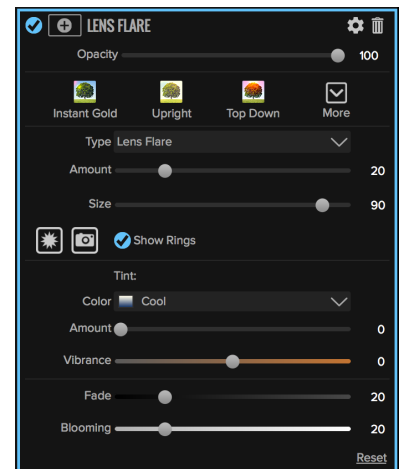 LENS FLARE
Opacity 100
Instant Gold Upright Top Down More
Type Lens Flare
Amount 20
Size 90
Show Rings
Tint:
Color Cool
Amount 0
Vibrance 0
Fade 20
Blooming 20
Reset